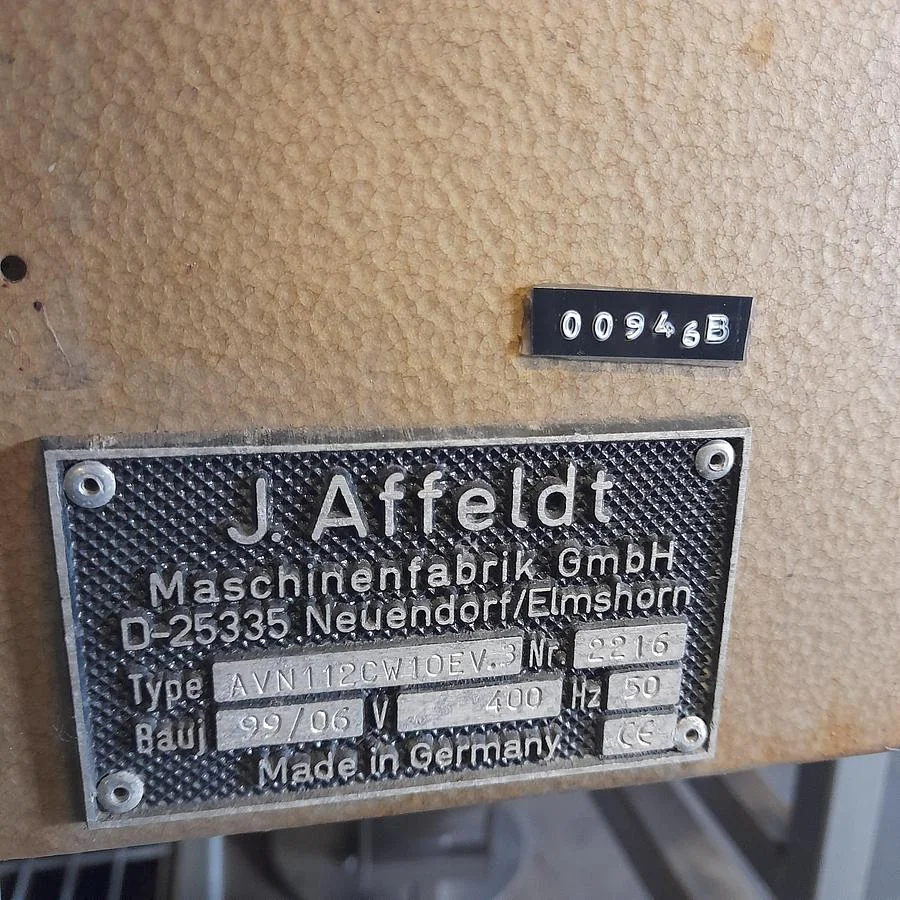 00946B
J. Affeldt
Maschinenfabrik GmbH
D-25335 Neuendorf/Elmshorn
Type AVN112CW10EV.3 Nr. 2216
Bauj 99/06 V 400 Hz 50
Made in Germany CE